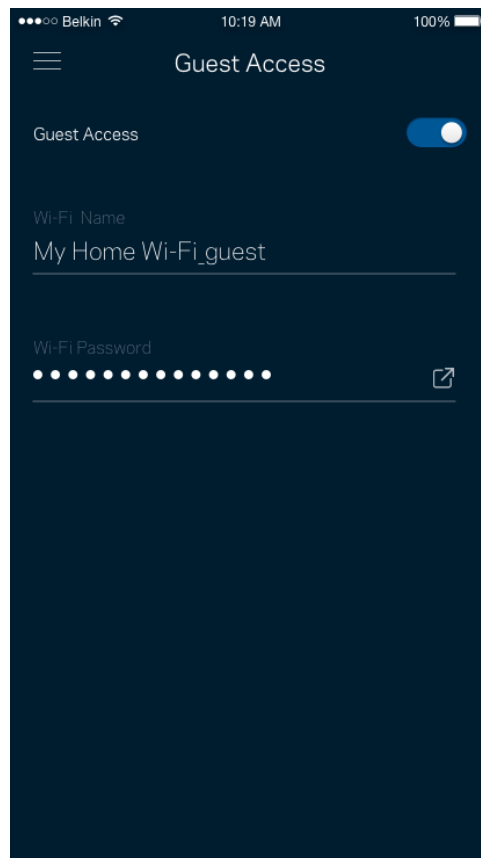 ●●●○○ Belkin 10:19 AM 100%
Guest Access
Guest Access
Wi-Fi Name
My Home Wi-Fi_guest
Wi-Fi Password
●●●●●●●●●●●●●●